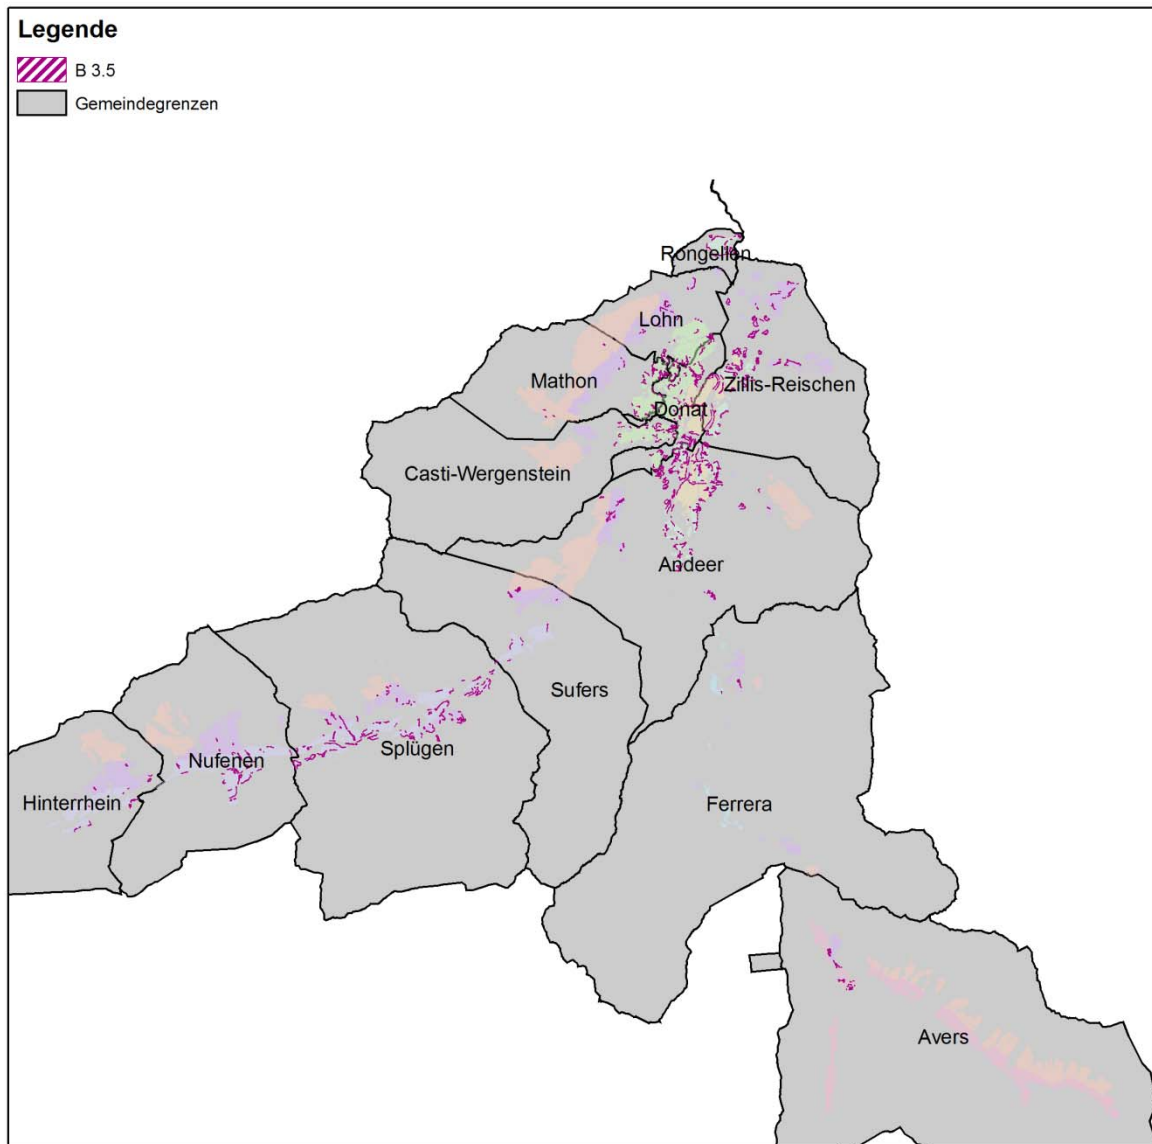 Legende
B 3.5
Gemeindegrenzen
Rongellen
Lohn
Mathon
Zillis-Reischen
Donat
Casti-Wergenstein
Andeer
Sufers
Splügen
Nufenen
Hinterrhein
Ferrera
Avers